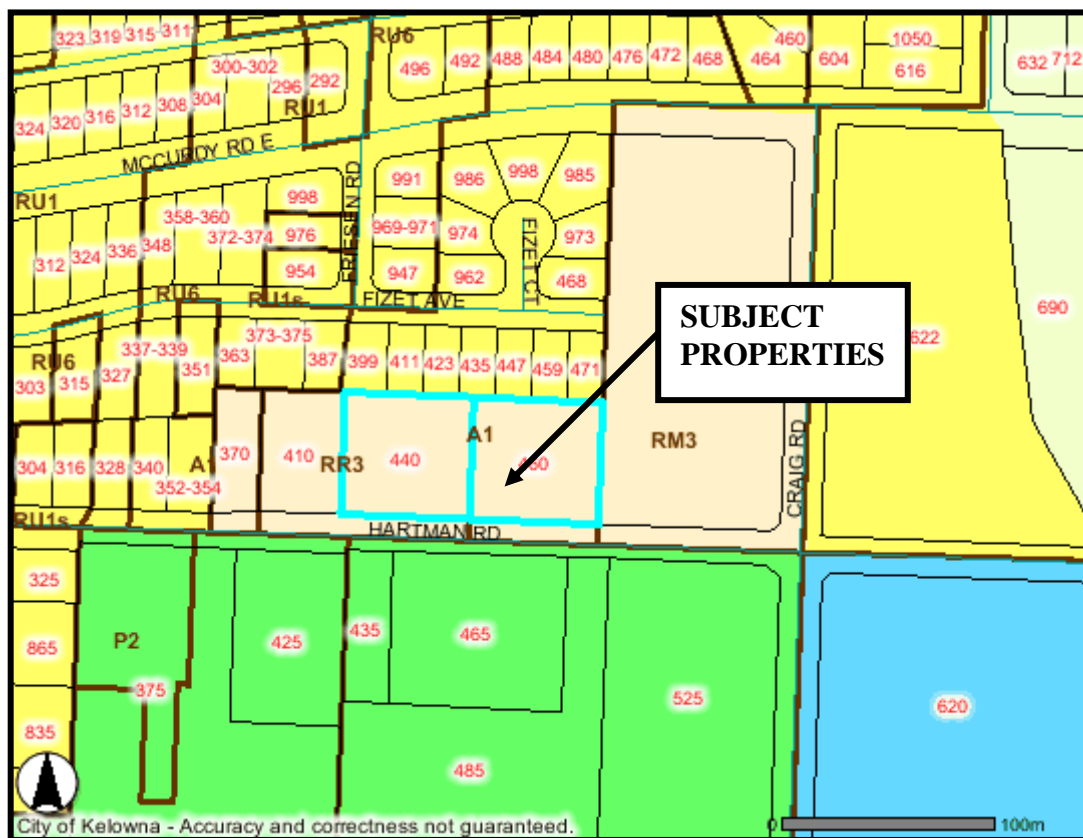 323 319 315 311
RU6
460
1050
300-302
496 492 488 484 480 476 472 468 464 604
632 712
616
296 292
324 320 316 312 308 304
RU1
MCCURDY RD E
991 986 998 985
RU1
998
358-360
FRIESEN RD
969-971
372-374 976
974 FIZET CT 973
312 324 336 348
954 947 962 468
RU6 RU1s FIZET AVE
690
SUBJECT
PROPERTIES
622
337-339 373-375
RU6 363 387 399 411 423 435 447 459 471
303 315 327 351
A1 RM3
370 410 RR3 440
304 316 328 340
352-354
CRAIG RD
RU1s
HARTMAN RD
325
425 435 465
P2
865
375
525
620
835
485
City of Kelowna - Accuracy and correctness not guaranteed.
0 100m